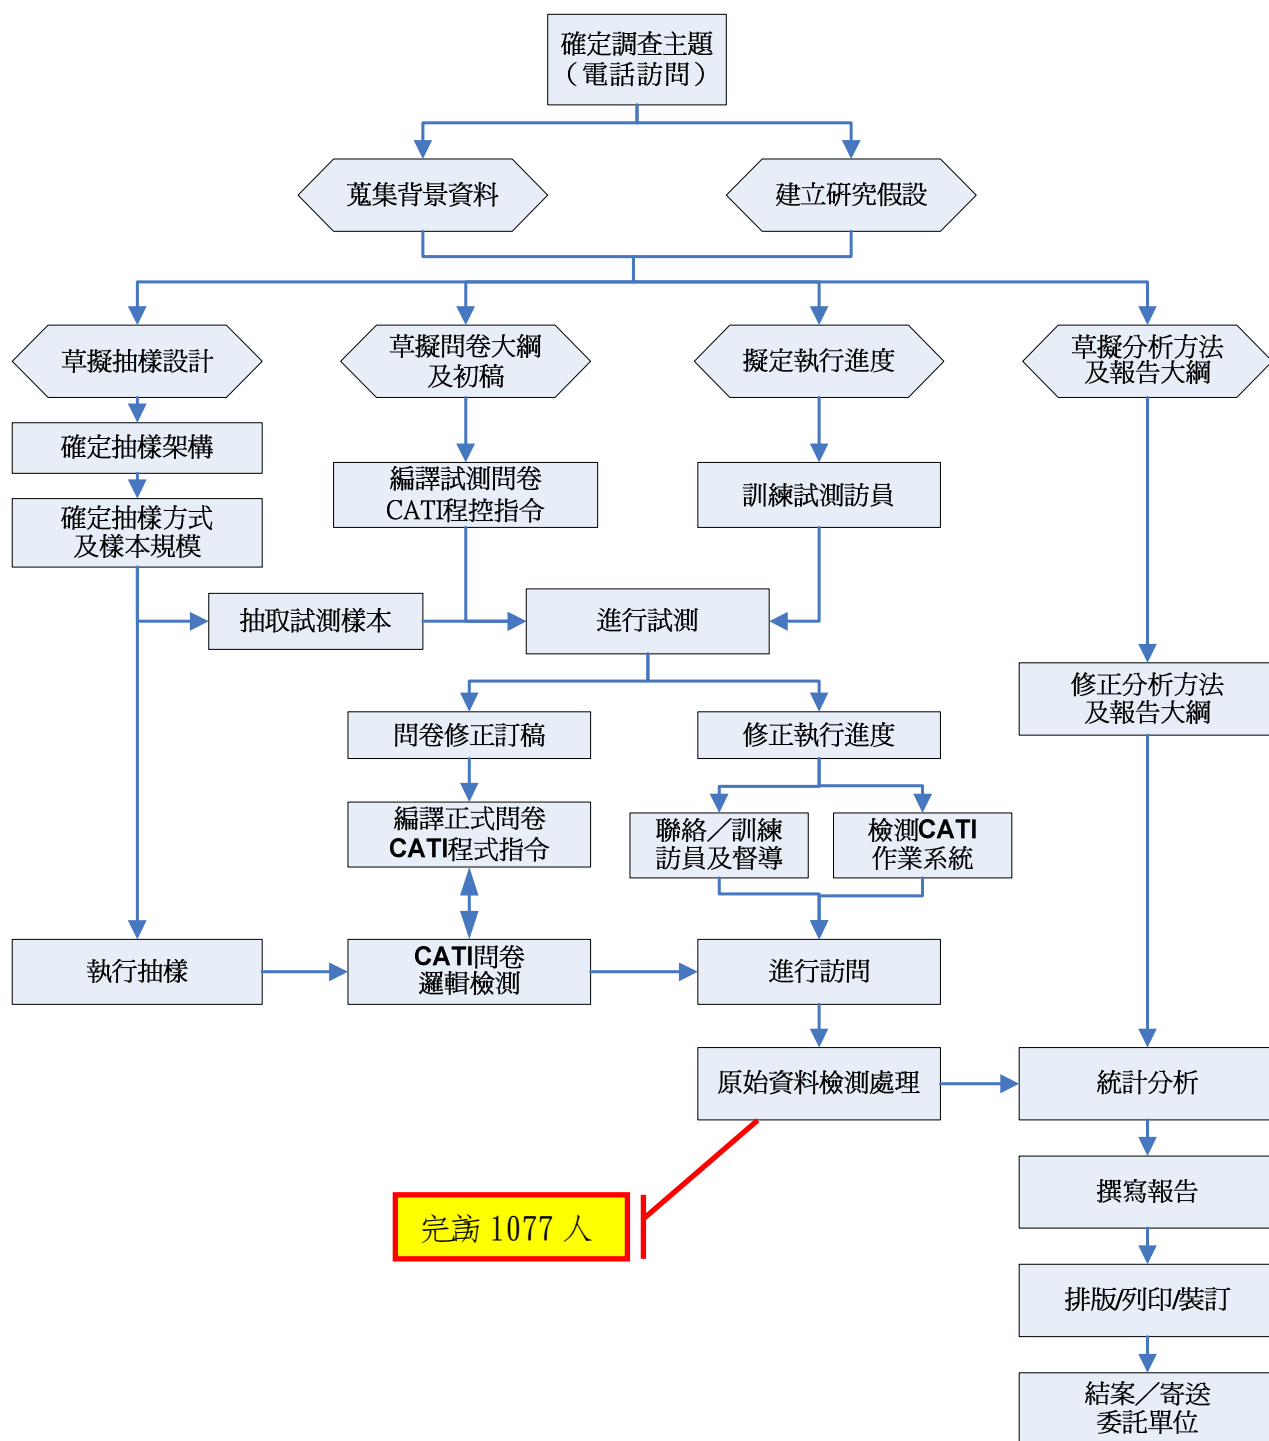 確定調查主題
（電話訪問）
蒐集背景資料
建立研究假設
草擬抽樣設計
草擬問卷大綱
及初稿
擬定執行進度
草擬分析方法
及報告大綱
確定抽樣架構
編譯試測問卷
CATI程控指令
訓練試測訪員
確定抽樣方式
及樣本規模
抽取試測樣本
進行試測
修正分析方法
及報告大綱
問卷修正訂稿
修正執行進度
編譯正式問卷
CATI程式指令
聯絡／訓練
訪員及督導
檢測CATI
作業系統
執行抽樣
CATI問卷
邏輯檢測
進行訪問
原始資料檢測處理
統計分析
撰寫報告
完訪 1077 人
排版/列印/裝訂
結案／寄送
委託單位